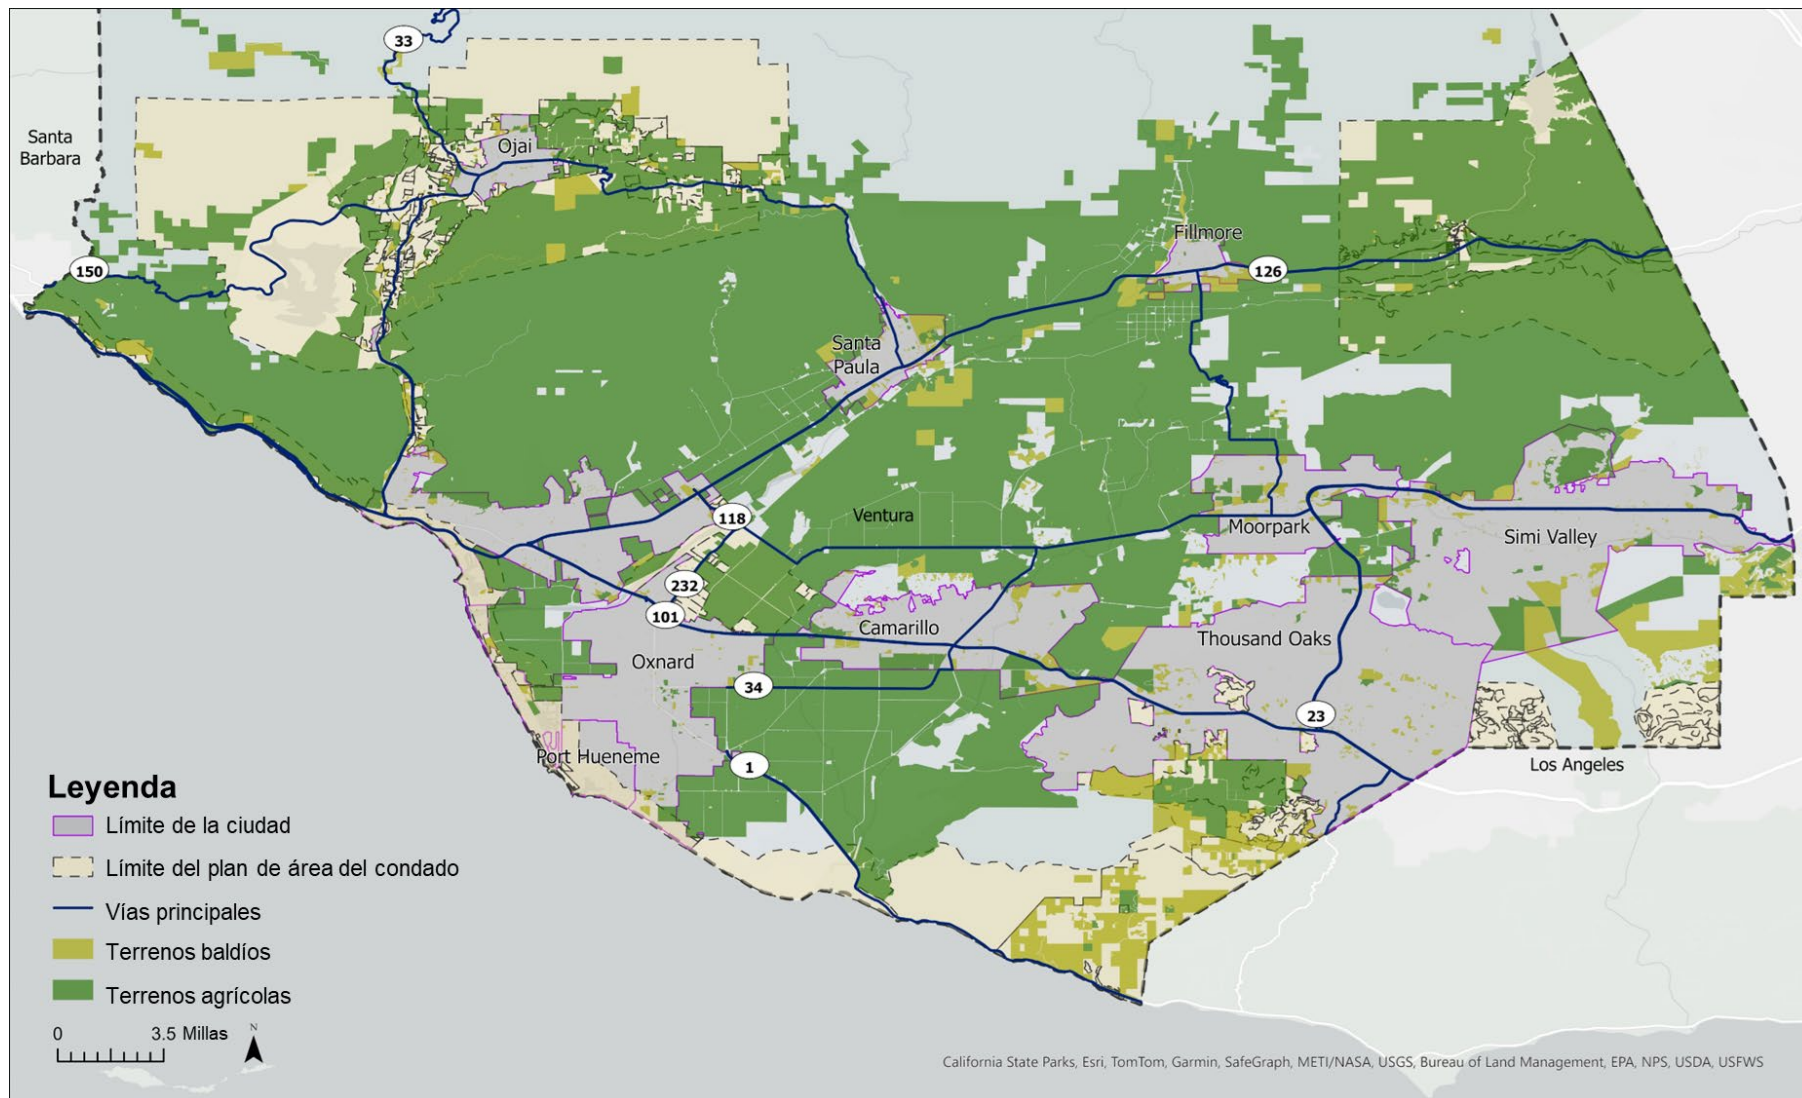 33
Santa
Barbara
Ojai
150
Fillmore
126
Santa
Paula
118
Ventura
Moorpark
Simi Valley
232
101
Camarillo
Thousand Oaks
Oxnard
34
23
Port Hueneme
1
Los Angeles
Leyenda
Límite de la ciudad
Límite del plan de área del condado
Vías principales
Terrenos baldíos
Terrenos agrícolas
0 3.5 Millas N
California State Parks, Esri, TomTom, Garmin, SafeGraph, METI/NASA, USGS, Bureau of Land Management, EPA, NPS, USDA, USFWS